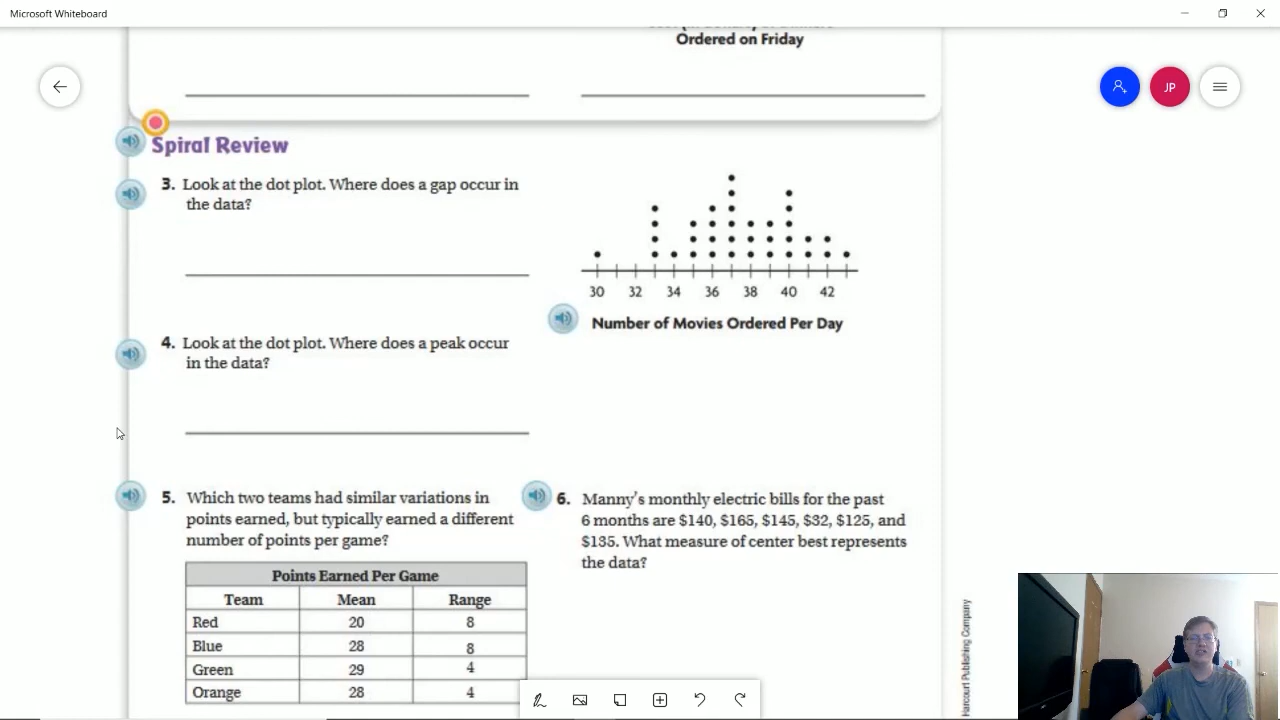 Microsoft Whiteboard
Ordered on Friday
JP
Spiral Review
3. Look at the dot plot. Where does a gap occur in
the data?
30 32 34 36 38 40 42
Number of Movies Ordered Per Day
4. Look at the dot plot. Where does a peak occur
in the data?
5. Which two teams had similar variations in
points earned, but typically earned a different
number of points per game?
Points Earned Per Game
Team Mean Range
Red 20 8
Blue 28 8
Green 29 4
Orange 28 4
6. Manny's monthly electric bills for the past
6 months are $140, $165, $145, $32, $125, and
$135. What measure of center best represents
the data?
Harcourt Publishing Company